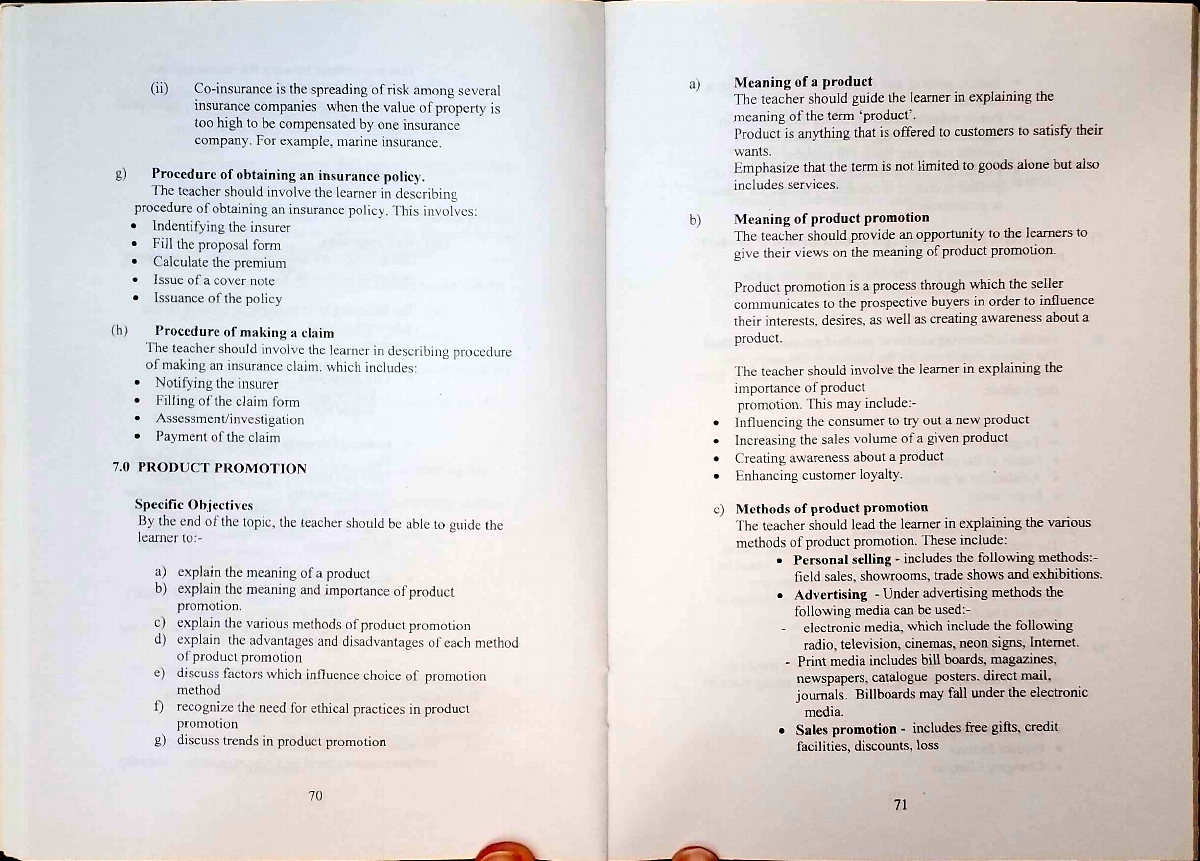 (ii) Co-insurance is the spreading of risk among several
insurance companies when the value of property is
too high to be compensated by one insurance
company. For example, marine insurance.
g) Procedure of obtaining an insurance policy.
The teacher should involve the learner in describing
procedure of obtaining an insurance policy. This involves:
• Indentifying the insurer
• Fill the proposal form
• Calculate the premium
• Issue of a cover note
• Issuance of the policy
(h) Procedure of making a claim
The teacher should involve the learner in describing procedure
of making an insurance claim. which includes:
• Notifying the insurer
• Filling of the claim form
• Assessment/investigation
• Payment of the claim
7.0 PRODUCT PROMOTION
Specific Objectives
By the end of the topic, the teacher should be able to guide the
learner to:-
a) explain the meaning of a product
b) explain the meaning and importance of product
promotion.
c) explain the various methods of product promotion
d) explain the advantages and disadvantages of each method
of product promotion
e) discuss factors which influence choice of promotion
method
f) recognize the need for ethical practices in product
promotion
g) discuss trends in product promotion
70
a) Meaning of a product
The teacher should guide the learner in explaining the
meaning of the term ‘product’.
Product is anything that is offered to customers to satisfy their
wants.
Emphasize that the term is not limited to goods alone but also
includes services.
b) Meaning of product promotion
The teacher should provide an opportunity to the learners to
give their views on the meaning of product promotion.
Product promotion is a process through which the seller
communicates to the prospective buyers in order to influence
their interests, desires, as well as creating awareness about a
product.
The teacher should involve the learner in explaining the
importance of product
promotion. This may include:-
• Influencing the consumer to try out a new product
• Increasing the sales volume of a given product
• Creating awareness about a product
• Enhancing customer loyalty.
c) Methods of product promotion
The teacher should lead the learner in explaining the various
methods of product promotion. These include:
• Personal selling - includes the following methods:-
field sales, showrooms, trade shows and exhibitions.
• Advertising - Under advertising methods the
following media can be used:-
- electronic media, which include the following
radio, television, cinemas, neon signs, Internet.
- Print media includes bill boards, magazines,
newspapers, catalogue posters. direct mail,
journals. Billboards may fall under the electronic
media.
• Sales promotion - includes free gifts, credit
facilities, discounts, loss
71